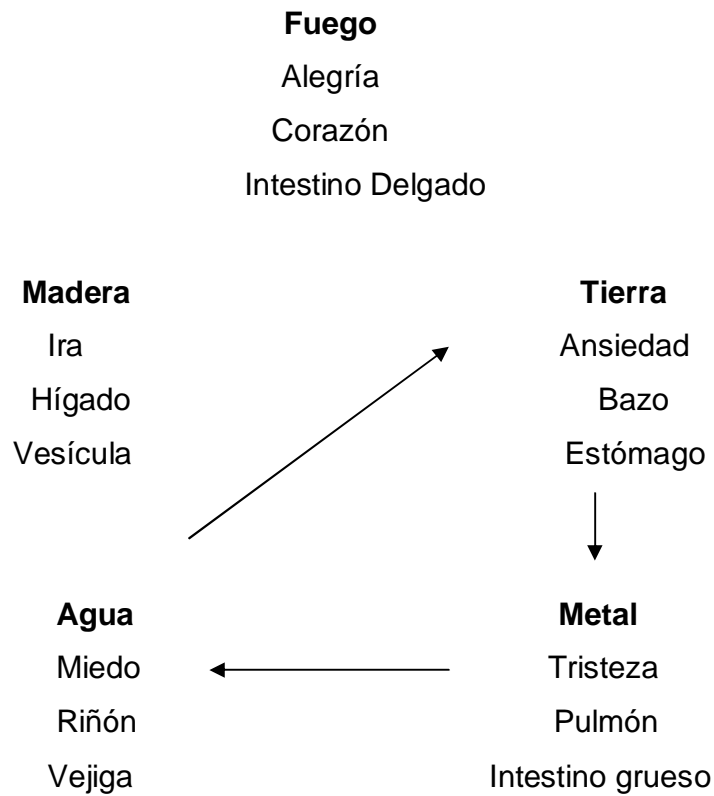 Fuego
Alegría
Corazón
Intestino Delgado
Madera
Ira
Hígado
Vesícula
Tierra
Ansiedad
Bazo
Estómago
Agua
Miedo
Riñón
Vejiga
Metal
Tristeza
Pulmón
Intestino grueso